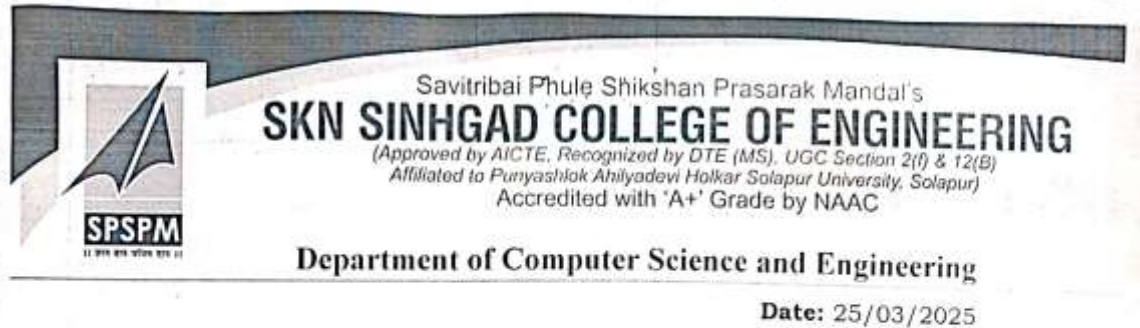 Savitribai Phule Shikshan Prasarak Mandal's
SKN SINHGAD COLLEGE OF ENGINEERING
(Approved by AICTE, Recognized by DTE (MS). UGC Section 2(f) & 12(B)
Affiliated to Punyashlok Ahilyadevi Holkar Solapur University, Solapur)
Accredited with 'A+' Grade by NAAC
SPSPM
Department of Computer Science and Engineering
Date: 25/03/2025